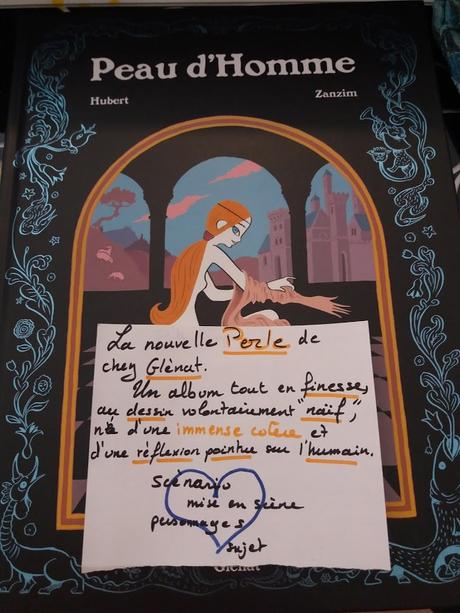 Peau d'Homme
Hubert Zanzim
La nouvelle Perle de
chez Glénat.
Un album tout en finesse,
au dessin volontairement "naïf",
né d'une immense colère et
d'une réflexion pointue sur l'humain.
Scénario
mise en scène
personnages
sujet
Glénat